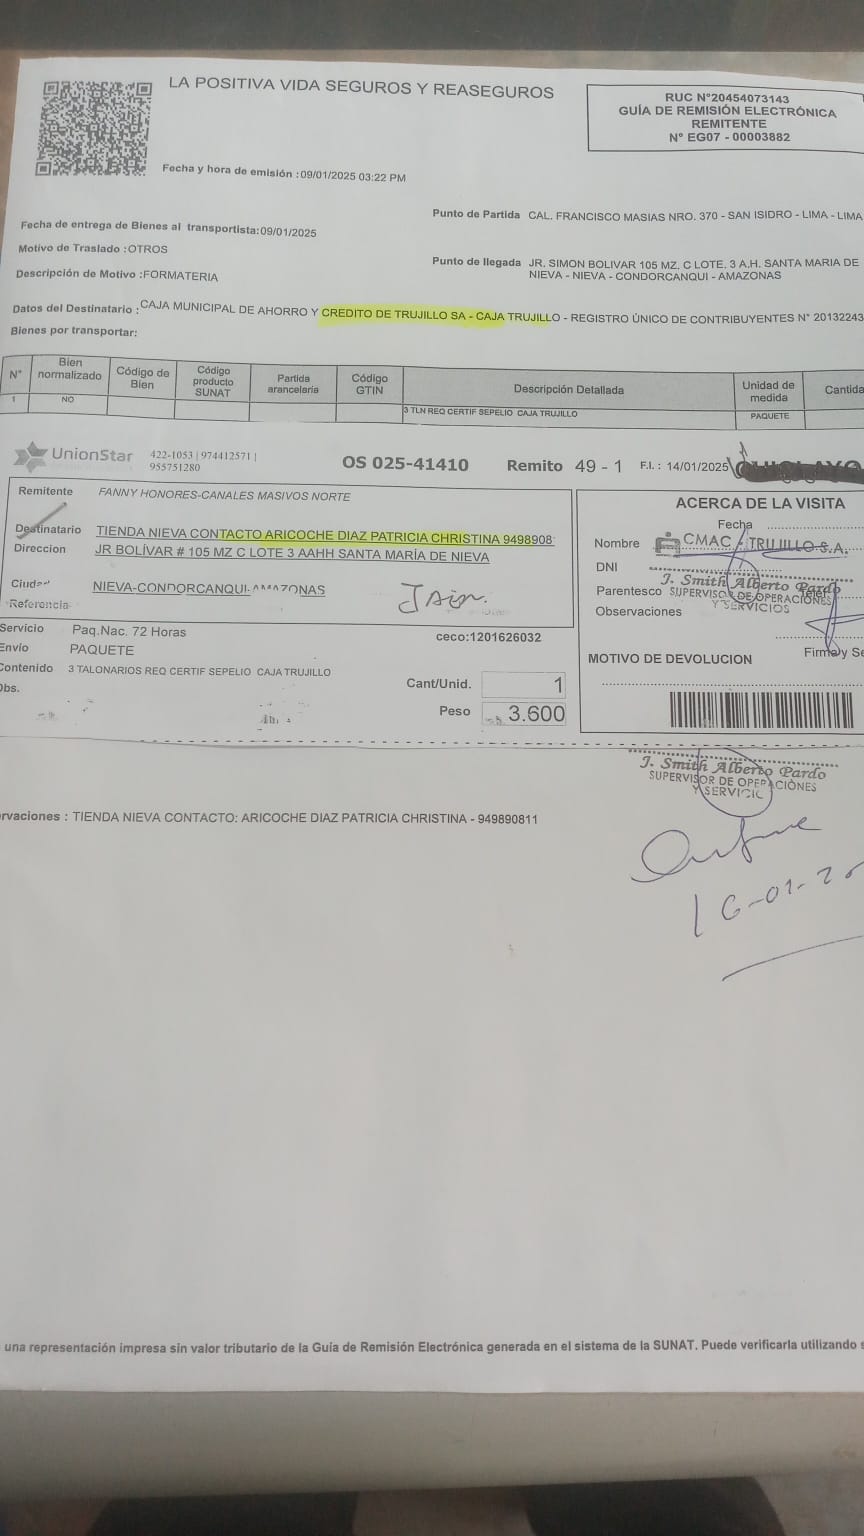 LA POSITIVA VIDA SEGUROS Y REASEGUROS
RUC N°20454073143
GUÍA DE REMISIÓN ELECTRÓNICA
REMITENTE
N° EG07 - 00003882
Fecha y hora de emisión :09/01/2025 03:22 PM
Fecha de entrega de Bienes al transportista:09/01/2025
Punto de Partida CAL. FRANCISCO MASIAS NRO. 370 - SAN ISIDRO - LIMA - LIMA
Motivo de Traslado :OTROS
Punto de llegada JR. SIMON BOLIVAR 105 MZ. C LOTE. 3 A.H. SANTA MARIA DE
NIEVA - NIEVA - CONDORCANQUI - AMAZONAS
Descripción de Motivo :FORMATERIA
Datos del Destinatario : CAJA MUNICIPAL DE AHORRO Y CREDITO DE TRUJILLO SA - CAJA TRUJILLO - REGISTRO ÚNICO DE CONTRIBUYENTES N° 20132243
Bienes por transportar:
N° Bien normalizado Código de Bien Código producto SUNAT Partida arancelaria Código GTIN Descripción Detallada Unidad de medida Cantida
1 NO 3 TLN REQ CERTIF SEPELIO CAJA TRUJILLO PAQUETE
UnionStar 422-1053 | 974412571 |
955751280
OS 025-41410 Remito 49 - 1 F.I.: 14/01/2025
Remitente FANNY HONORES-CANALES MASIVOS NORTE
Destinatario TIENDA NIEVA CONTACTO ARICOCHE DIAZ PATRICIA CHRISTINA 9498908
Direccion JR BOLÍVAR # 105 MZ C LOTE 3 AAHH SANTA MARÍA DE NIEVA
Ciudad NIEVA-CONDORCANQUI-AMAZONAS
Referencia
Servicio Paq.Nac. 72 Horas
ceco:1201626032
Envío PAQUETE
Contenido 3 TALONARIOS REQ CERTIF SEPELIO CAJA TRUJILLO
Obs.
Cant/Unid. 1
Peso 3.600
ACERCA DE LA VISITA
Fecha
Nombre CMAC TRUJILLO S.A.
DNI
J. Smith Alberto Pardo
Parentesco SUPERVISOR DE OPERACIONES
Y SERVICIOS
Observaciones
Firma y Se
MOTIVO DE DEVOLUCION
J. Smith Alberto Pardo
SUPERVISOR DE OPERACIONES
Y SERVICIO
rvaciones : TIENDA NIEVA CONTACTO: ARICOCHE DIAZ PATRICIA CHRISTINA - 949890811
una representación impresa sin valor tributario de la Guía de Remisión Electrónica generada en el sistema de la SUNAT. Puede verificarla utilizando